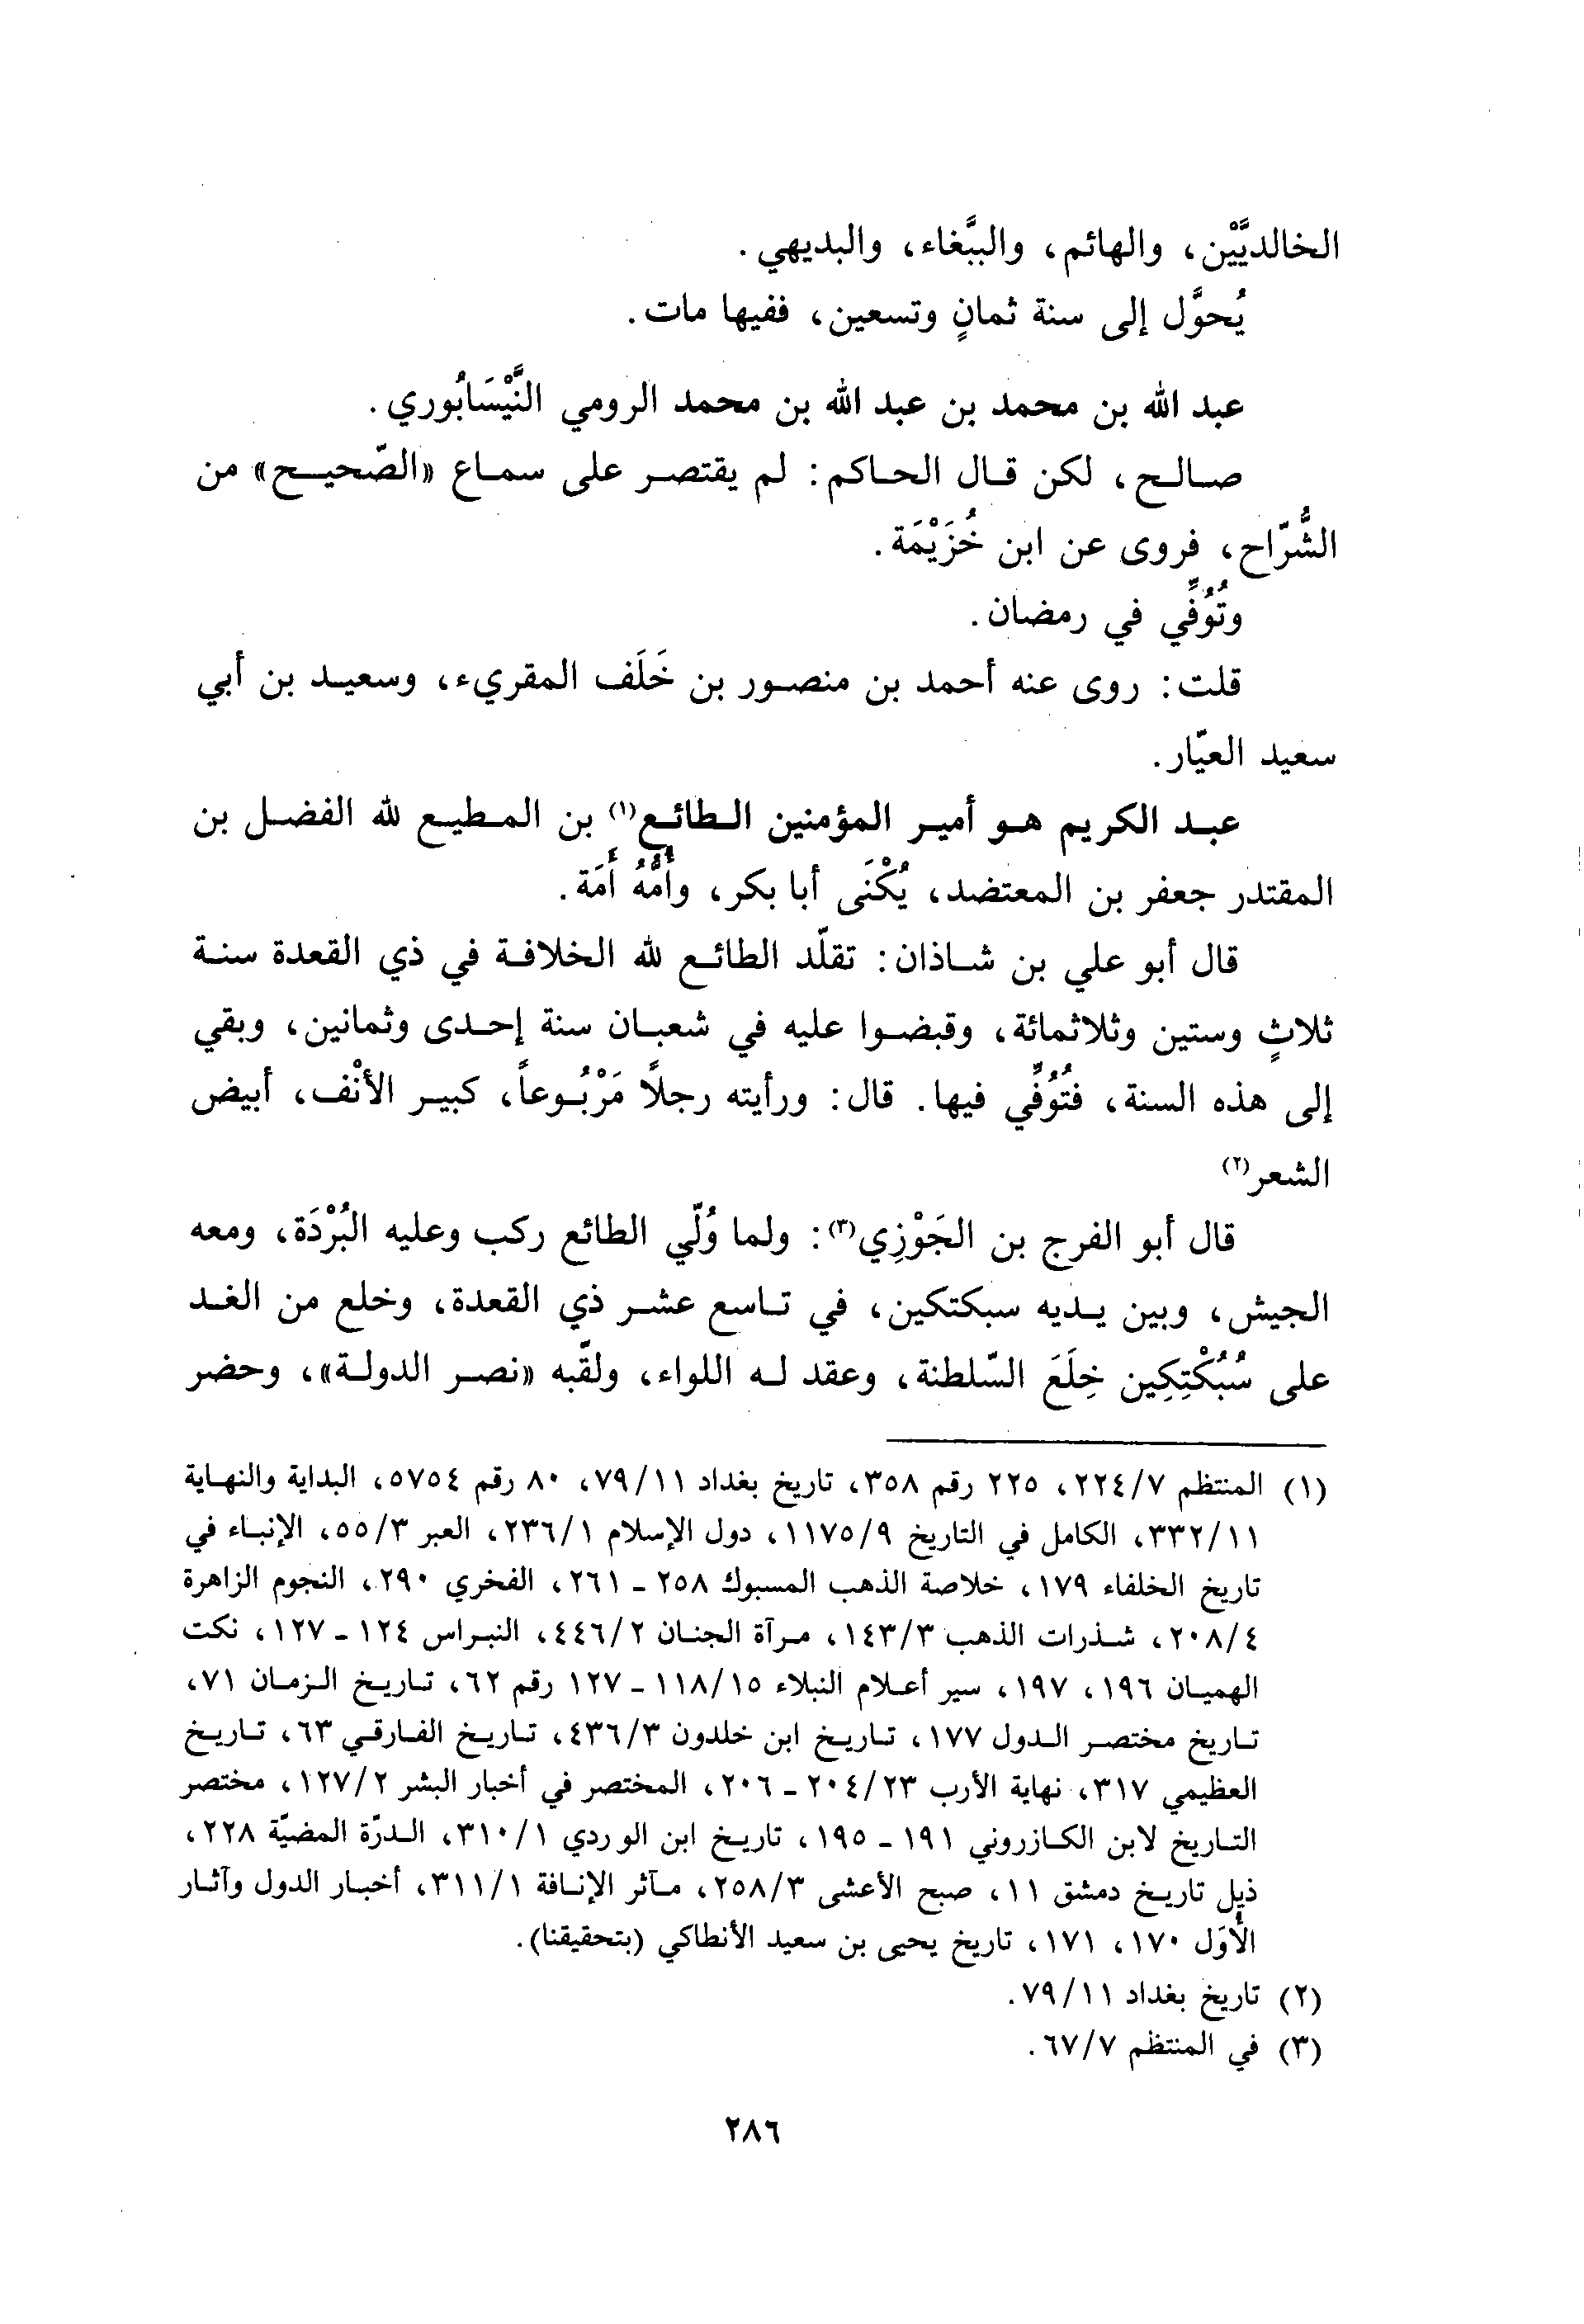 الخالديَّيْن، والهائم، والببَّغاء، والبديهي.
يُحوَّل إلى سنة ثمانٍ وتسعين، ففيها مات.
عبد الله بن محمد بن عبد الله بن محمد الرومي النَّيْسَابُوري.
صالح، لكن قال الحاكم: لم يقتصر على سماع «الصّحيح» من
الشُّرّاح، فروى عن ابن خُزَيْمَة.
وتُوُفِّي في رمضان.
قلت: روى عنه أحمد بن منصور بن خَلَف المقريء، وسعيد بن أبي
سعيد العيّار.
عبد الكريم هو أمير المؤمنين الطائع(١) بن المطيع لله الفضل بن
المقتدر جعفر بن المعتضد، يُكْنَى أبا بكر، وأُمُّهُ أَمَة.
قال أبو علي بن شاذان: تقلّد الطائع لله الخلافة في ذي القعدة سنة
ثلاثٍ وستين وثلاثمائة، وقبضوا عليه في شعبان سنة إحدى وثمانين، وبقي
إلى هذه السنة، فتُوُفِّي فيها. قال: ورأيته رجلاً مَرْبُوعاً، كبير الأنْف، أبيض
الشعر(٢)
قال أبو الفرج بن الجَوْزِي(٣): ولما وُلّي الطائع ركب وعليه البُرْدَة، ومعه
الجيش، وبين يديه سبكتكين، في تاسع عشر ذي القعدة، وخلع من الغد
على سُبُكْتِكِين خِلَعَ السّلطنة، وعقد له اللواء، ولقّبه «نصر الدولة»، وحضر
(١) المنتظم ٢٢٤/٧، ٢٢٥ رقم ٣٥٨، تاريخ بغداد ٧٩/١١، ٨٠ رقم ٥٧٥٤، البداية والنهاية
٣٣٢/١١، الكامل في التاريخ ١١٧٥/٩، دول الإسلام ٢٣٦/١، العبر ٥٥/٣، الإنباء في
تاريخ الخلفاء ١٧٩، خلاصة الذهب المسبوك ٢٥٨ - ٢٦١، الفخري ٢٩٠، النجوم الزاهرة
٢٠٨/٤، شذرات الذهب ١٤٣/٣، مرآة الجنان ٤٤٦/٢، النبراس ١٢٤ - ١٢٧، نكت
الهميان ١٩٦، ١٩٧، سير أعلام النبلاء ١١٨/١٥ - ١٢٧ رقم ٦٢، تاريخ الزمان ٧١،
تاريخ مختصر الدول ١٧٧، تاريخ ابن خلدون ٤٣٦/٣، تاريخ الفارقي ٦٣، تاريخ
العظيمي ٣١٧، نهاية الأرب ٢٠٤/٢٣ - ٢٠٦، المختصر في أخبار البشر ١٢٧/٢، مختصر
التاريخ لابن الكازروني ١٩١ - ١٩٥، تاريخ ابن الوردي ٣١٠/١، الدرّة المضيّة ٢٢٨،
ذيل تاريخ دمشق ١١، صبح الأعشى ٢٥٨/٣، مآثر الإنافة ٣١١/١، أخبار الدول وآثار
الأُوَل ١٧٠، ١٧١، تاريخ يحيى بن سعيد الأنطاكي (بتحقيقنا).
(٢) تاريخ بغداد ٧٩/١١.
(٣) في المنتظم ٦٧/٧.
٢٨٦